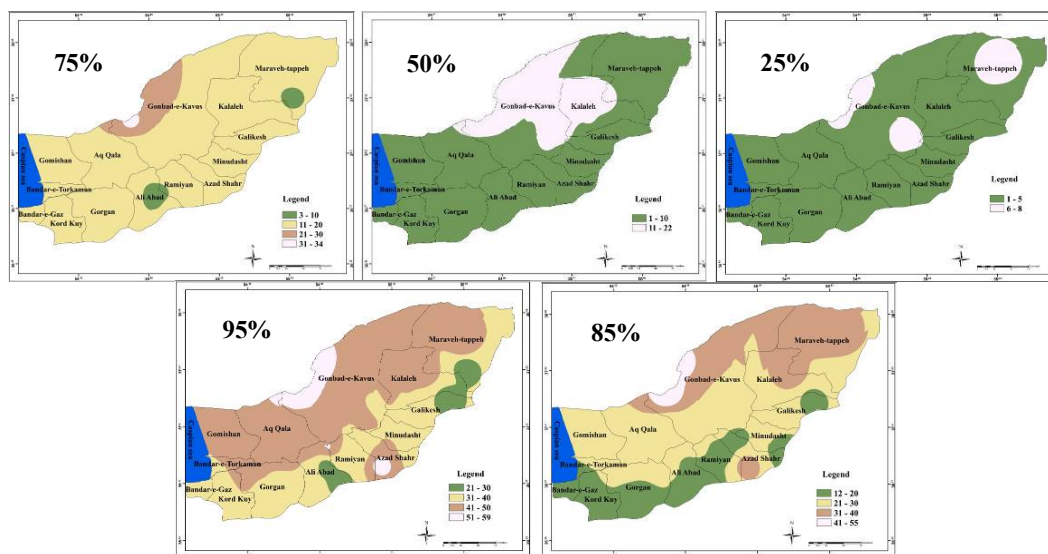 75%
Maraveh-tappeh
Gonbad-e-Kavus
Kalaleh
Galikesh
Gomishan
Aq Qala
Minudasht
Caspian sea
Bandar-e-Torkaman
Ramiyan
Azad Shahr
Ali Abad
Bandar-e-Gaz
Gorgan
Kord Kuy
Legend
3 - 10
11 - 20
21 - 30
31 - 34
N
50%
Maraveh-tappeh
Gonbad-e-Kavus
Kalaleh
Galikesh
Gomishan
Aq Qala
Minudasht
Caspian sea
Bandar-e-Torkaman
Ramiyan
Azad Shahr
Ali Abad
Bandar-e-Gaz
Gorgan
Kord Kuy
Legend
1 - 10
11 - 22
N
25%
Maraveh-tappeh
Gonbad-e-Kavus
Kalaleh
Galikesh
Gomishan
Aq Qala
Minudasht
Caspian sea
Bandar-e-Torkaman
Ramiyan
Azad Shahr
Ali Abad
Bandar-e-Gaz
Gorgan
Kord Kuy
Legend
1 - 5
6 - 8
N
95%
Maraveh-tappeh
Gonbad-e-Kavus
Kalaleh
Galikesh
Gomishan
Aq Qala
Minudasht
Caspian sea
Bandar-e-Torkaman
Ramiyan
Azad Shahr
Ali Abad
Bandar-e-Gaz
Gorgan
Kord Kuy
Legend
21 - 30
31 - 40
41 - 50
51 - 59
N
85%
Maraveh-tappeh
Gonbad-e-Kavus
Kalaleh
Galikesh
Gomishan
Aq Qala
Minudasht
Caspian sea
Bandar-e-Torkaman
Ramiyan
Azad Shahr
Ali Abad
Bandar-e-Gaz
Gorgan
Kord Kuy
Legend
12 - 20
21 - 30
31 - 40
41 - 55
N